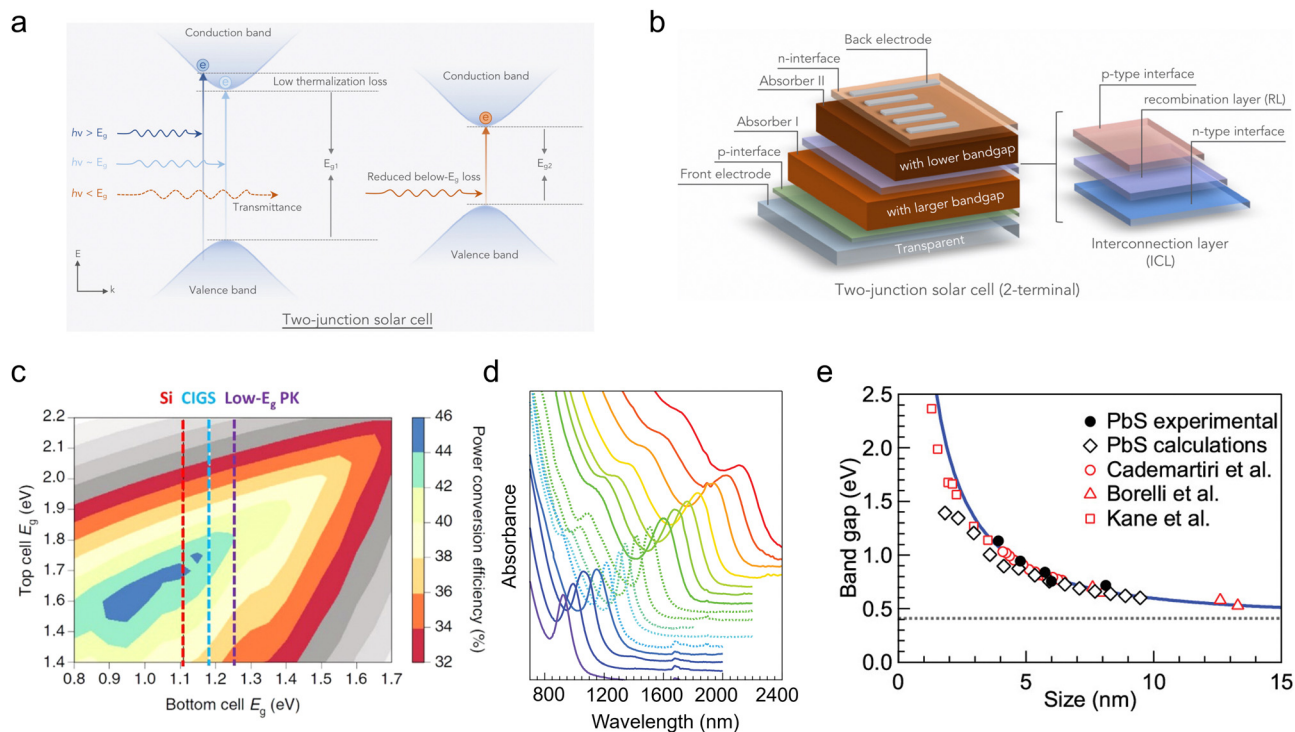 a
Conduction band
e
e
Low thermalization loss
Conduction band
hν > Eg
e
hν ~ Eg
Eg1
Eg2
hν < Eg
Transmittance
Reduced below-Eg loss
E
k
Valence band
Valence band
Two-junction solar cell
b
Back electrode
n-interface
Absorber II
Absorber I
p-interface
Front electrode
with lower bandgap
with larger bandgap
Transparent
p-type interface
recombination layer (RL)
n-type interface
Interconnection layer
(ICL)
Two-junction solar cell (2-terminal)
c
Si CIGS Low-Eg PK
2.2
2.1
2.0
1.9
1.8
1.7
1.6
1.5
1.4
Top cell Eg (eV)
0.8 0.9 1.0 1.1 1.2 1.3 1.4 1.5 1.6 1.7
Bottom cell Eg (eV)
46
44
42
40
38
36
34
32
Power conversion efficiency (%)
d
Absorbance
800 1200 1600 2000 2400
Wavelength (nm)
e
2.5
2.0
1.5
1.0
0.5
0.0
Band gap (eV)
PbS experimental
PbS calculations
Cademartiri et al.
Borelli et al.
Kane et al.
0 5 10 15
Size (nm)